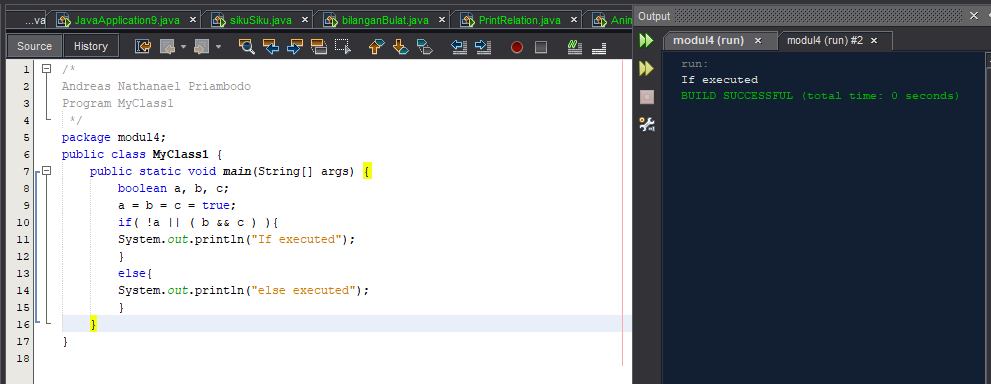 ...va JavaApplication9.java × sikuSiku.java × bilanganBulat.java × PrintRelation.java × Anim
Source History
1 /*
2 Andreas Nathanael Priambodo
3 Program MyClass1
4 */
5 package modul4;
6 public class MyClass1 {
7 public static void main(String[] args) {
8 boolean a, b, c;
9 a = b = c = true;
10 if( !a || ( b && c ) ){
11 System.out.println("If executed");
12 }
13 else{
14 System.out.println("else executed");
15 }
16 }
17 }
18
Output ×
modul4 (run) × modul4 (run) #2 ×
run:
If executed
BUILD SUCCESSFUL (total time: 0 seconds)